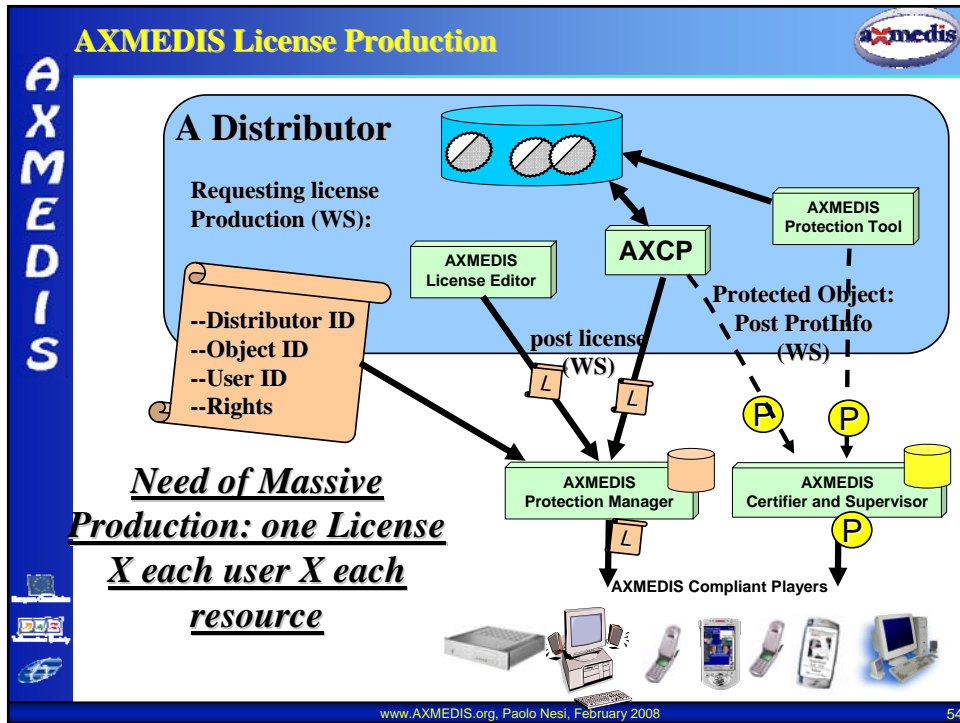 AXMEDIS License Production
axmedis
AXMEDIS
A Distributor
Requesting license
Production (WS):
AXMEDIS
Protection Tool
AXCP
AXMEDIS
License Editor
--Distributor ID
--Object ID
--User ID
--Rights
Protected Object:
Post ProtInfo
(WS)
post license
(WS)
L
L
P
P
Need of Massive
Production: one License
X each user X each
resource
AXMEDIS
Protection Manager
AXMEDIS
Certifier and Supervisor
L
P
AXMEDIS Compliant Players
www.AXMEDIS.org, Paolo Nesi, February 2008
54